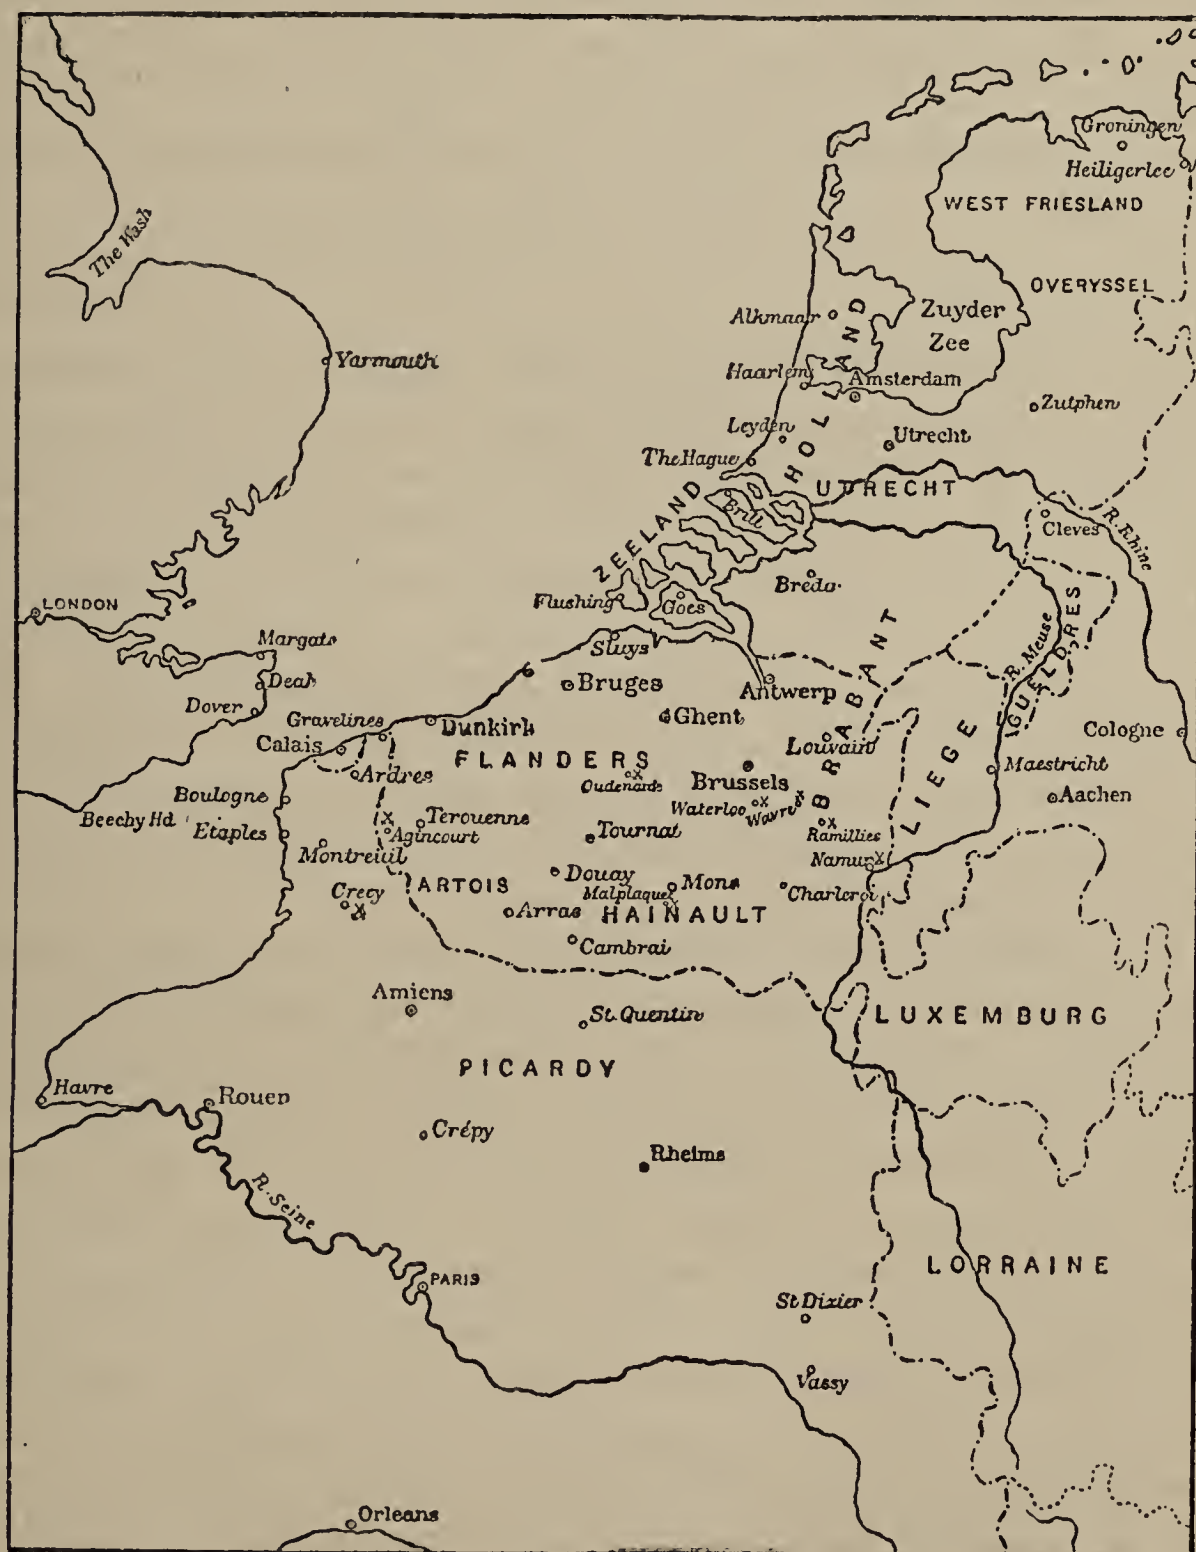 Groningen
Heiligerlee
WEST FRIESLAND
The Wash
OVERYSSEL
Zuyder
Zee
Alkmaar
Yarmouth
Haarlem
Amsterdam
Zutphen
HOLLAND
Leyden
Utrecht
The Hague
UTRECHT
Brill
ZEELAND
Cleves
R. Rhine
Breda
Flushing
Goes
LONDON
Margate
Sluys
BRABANT
R. Meuse
GUELDRES
Deal
Bruges
Antwerp
Dover
Gravelines
Dunkirk
Ghent
Calais
Louvain
Cologne
FLANDERS
Ardres
Oudenarde
Brussels
LIEGE
Maestricht
Boulogne
Waterloo
Wavre
Aachen
Beechy Hd
Etaples
Terouenne
Agincourt
Tournai
Ramillies
Montreuil
Namur
Douay
ARTOIS
Mons
Malplaquet
Charleroi
Crecy
Arras
HAINAULT
Cambrai
Amiens
St. Quentin
LUXEMBURG
PICARDY
Havre
Rouen
Crépy
Rheims
R. Seine
LORRAINE
PARIS
St Dizier
Vassy
Orleans